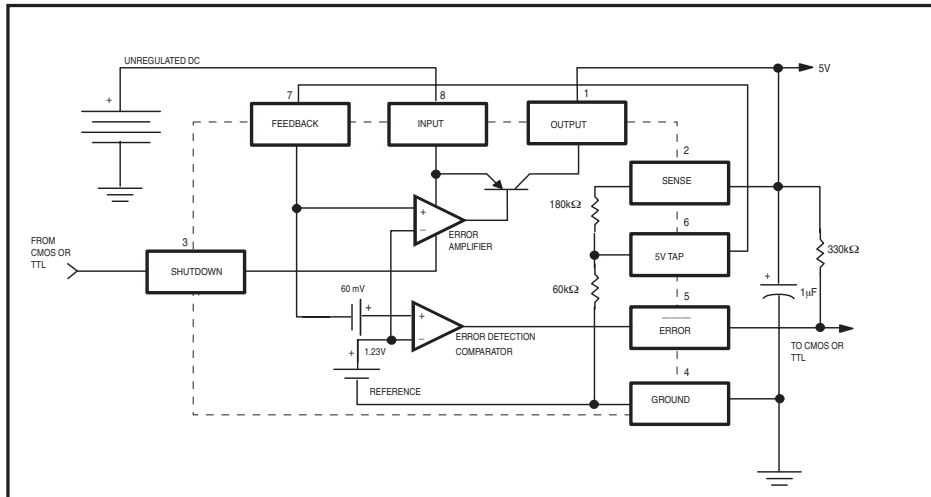 UNREGULATED DC
5V
7
8
1
FEEDBACK
INPUT
OUTPUT
2
SENSE
180kΩ
6
5V TAP
330kΩ
ERROR
AMPLIFIER
FROM
CMOS OR
TTL
3
SHUTDOWN
60kΩ
1µF
60 mV
5
ERROR
ERROR DETECTION
COMPARATOR
TO CMOS OR
TTL
1.23V
REFERENCE
4
GROUND